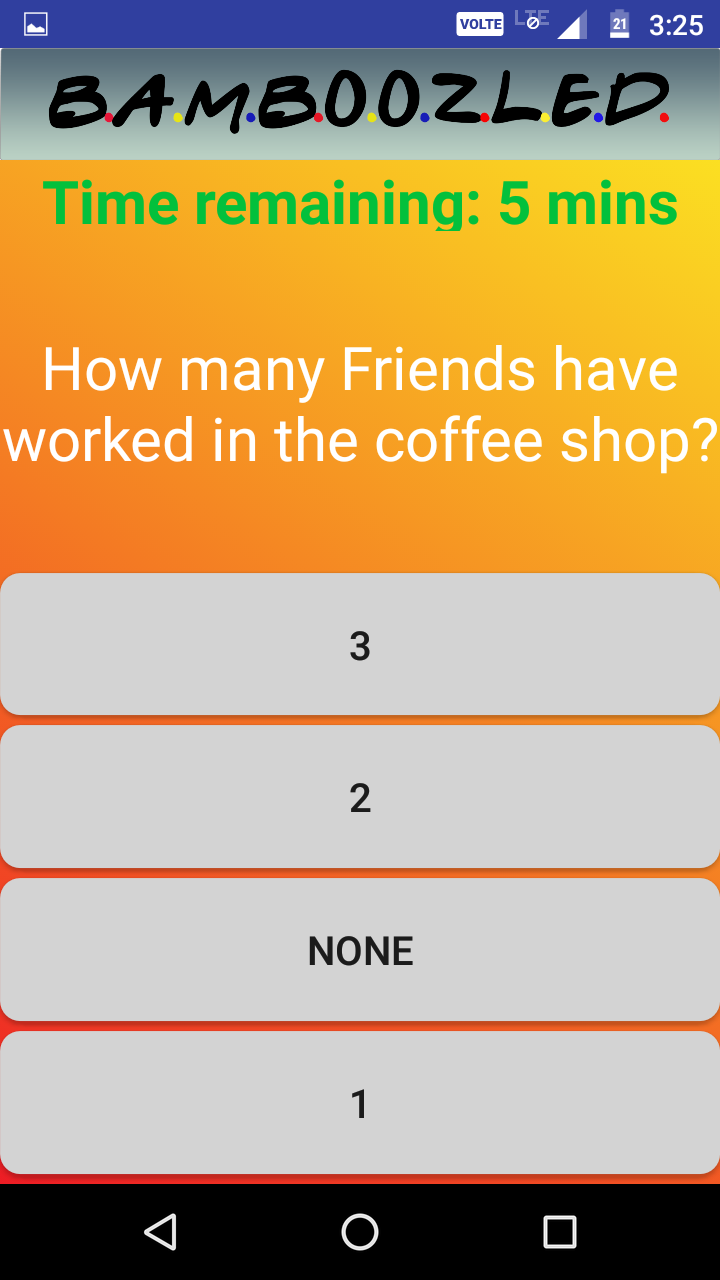 VOLTE LTE 21 3:25
B.A.M.B.O.O.Z.L.E.D.
Time remaining: 5 mins
How many Friends have
worked in the coffee shop?
3
2
NONE
1